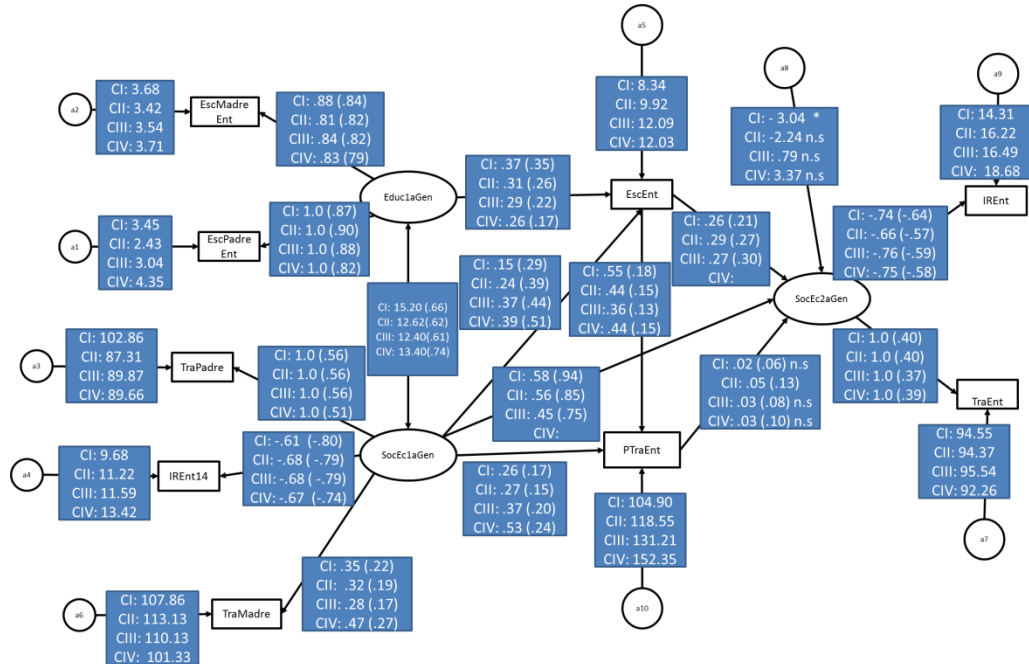 a5
CI: 8.34
CII: 9.92
CIII: 12.09
CIV: 12.03
a8
CI: - 3.04 *
CII: -2.24 n.s
CIII: .79 n.s
CIV: 3.37 n.s
a9
CI: 14.31
CII: 16.22
CIII: 16.49
CIV: 18.68
a2
CI: 3.68
CII: 3.42
CIII: 3.54
CIV: 3.71
EscMadre
Ent
CI: .88 (.84)
CII: .81 (.82)
CIII: .84 (.82)
CIV: .83 (79)
Educ1aGen
CI: .37 (.35)
CII: .31 (.26)
CIII: .29 (.22)
CIV: .26 (.17)
EscEnt
IREnt
a1
CI: 3.45
CII: 2.43
CIII: 3.04
CIV: 4.35
EscPadre
Ent
CI: 1.0 (.87)
CII: 1.0 (.90)
CIII: 1.0 (.88)
CIV: 1.0 (.82)
CI: .26 (.21)
CII: .29 (.27)
CIII: .27 (.30)
CIV:
CI: -.74 (-.64)
CII: -.66 (-.57)
CIII: -.76 (-.59)
CIV: -.75 (-.58)
CI: .15 (.29)
CII: .24 (.39)
CIII: .37 (.44)
CIV: .39 (.51)
CI: .55 (.18)
CII: .44 (.15)
CIII:.36 (.13)
CIV: .44 (.15)
SocEc2aGen
CI: 15.20 (.66)
CII: 12.62(.62)
CIII: 12.40(.61)
CIV: 13.40(.74)
a3
CI: 102.86
CII: 87.31
CIII: 89.87
CIV: 89.66
TraPadre
CI: 1.0 (.56)
CII: 1.0 (.56)
CIII: 1.0 (.56)
CIV: 1.0 (.51)
CI: .58 (.94)
CII: .56 (.85)
CIII: .45 (.75)
CIV:
CI: .02 (.06) n.s
CII: .05 (.13)
CIII: .03 (.08) n.s
CIV: .03 (.10) n.s
CI: 1.0 (.40)
CII: 1.0 (.40)
CIII: 1.0 (.37)
CIV: 1.0 (.39)
TraEnt
a4
CI: 9.68
CII: 11.22
CIII: 11.59
CIV: 13.42
IREnt14
CI: -.61 (-.80)
CII: -.68 (-.79)
CIII: -.68 (-.79)
CIV: -.67 (-.74)
SocEc1aGen
CI: .26 (.17)
CII: .27 (.15)
CIII: .37 (.20)
CIV: .53 (.24)
PTraEnt
CI: 94.55
CII: 94.37
CIII: 95.54
CIV: 92.26
CI: 104.90
CII: 118.55
CIII: 131.21
CIV: 152.35
a7
a6
CI: 107.86
CII: 113.13
CIII: 110.13
CIV: 101.33
TraMadre
CI: .35 (.22)
CII: .32 (.19)
CIII: .28 (.17)
CIV: .47 (.27)
a10